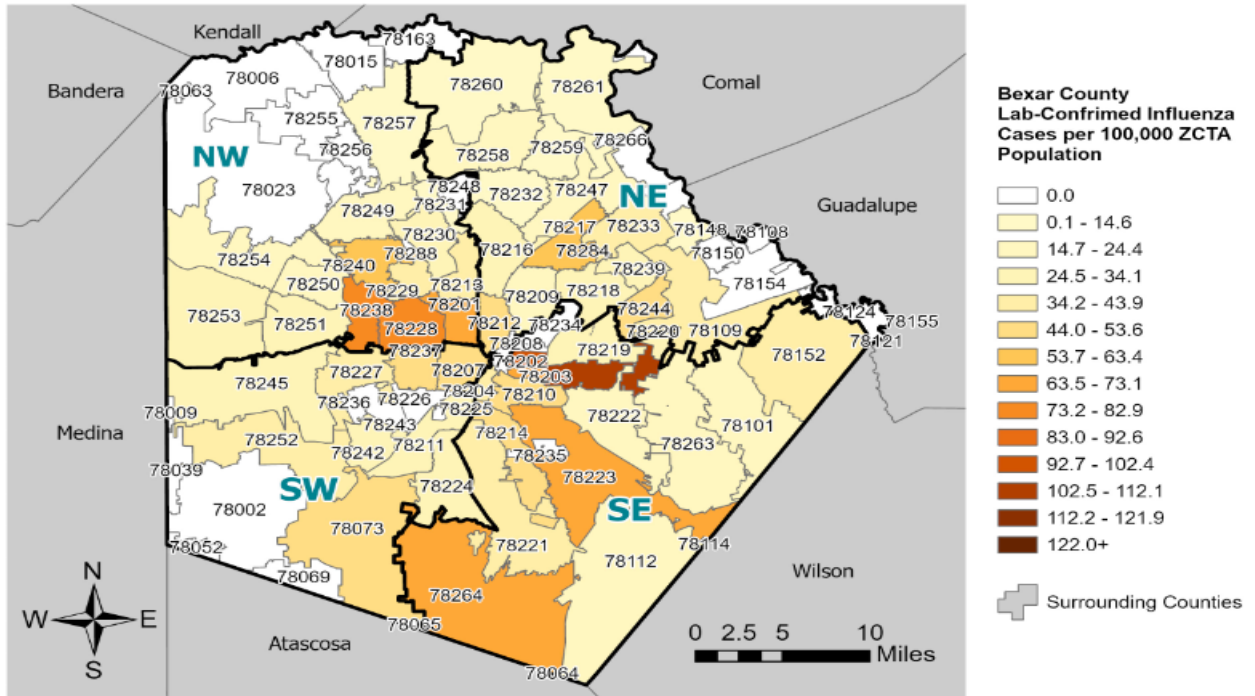 Kendall
78163
78015
Bandera
78006
78063
78260
78261
Comal
78255
78257
78256
78259
78266
NW
78258
78023
78248
78232
78247
NE
78231
78249
Guadalupe
78230
78217
78233
78148
78108
78216
78288
78284
78150
78254
78240
78239
78250
78213
78154
78229
78209
78218
78253
78238
78201
78244
78251
78228
78212
78234
78124
78220
78109
78155
78208
78121
78237
78219
78152
78202
78227
78207
78203
78245
78204
78210
78236
78226
78009
78225
78222
78101
78243
Medina
78211
78214
78252
78263
78242
78235
78039
78223
78224
SW
78002
SE
78073
78114
78052
78221
78112
78069
78264
Wilson
78065
Atascosa
78064
N
W
E
S
0 2.5 5 10
Miles
Bexar County
Lab-Confrimed Influenza
Cases per 100,000 ZCTA
Population
0.0
0.1 - 14.6
14.7 - 24.4
24.5 - 34.1
34.2 - 43.9
44.0 - 53.6
53.7 - 63.4
63.5 - 73.1
73.2 - 82.9
83.0 - 92.6
92.7 - 102.4
102.5 - 112.1
112.2 - 121.9
122.0+
Surrounding Counties